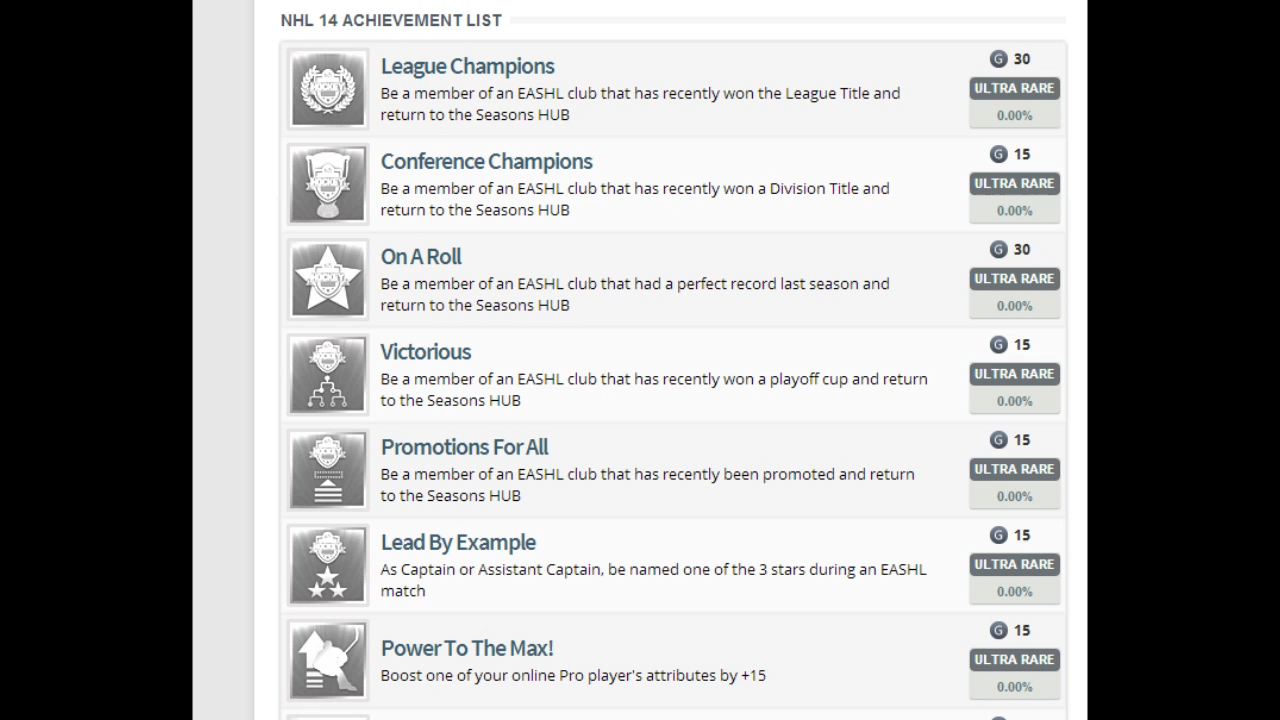 NHL 14 ACHIEVEMENT LIST
League Champions
Be a member of an EASHL club that has recently won the League Title and
return to the Seasons HUB
G 30
ULTRA RARE
0.00%
Conference Champions
Be a member of an EASHL club that has recently won a Division Title and
return to the Seasons HUB
G 15
ULTRA RARE
0.00%
On A Roll
Be a member of an EASHL club that had a perfect record last season and
return to the Seasons HUB
G 30
ULTRA RARE
0.00%
Victorious
Be a member of an EASHL club that has recently won a playoff cup and return
to the Seasons HUB
G 15
ULTRA RARE
0.00%
Promotions For All
Be a member of an EASHL club that has recently been promoted and return
to the Seasons HUB
G 15
ULTRA RARE
0.00%
Lead By Example
As Captain or Assistant Captain, be named one of the 3 stars during an EASHL
match
G 15
ULTRA RARE
0.00%
Power To The Max!
Boost one of your online Pro player's attributes by +15
G 15
ULTRA RARE
0.00%